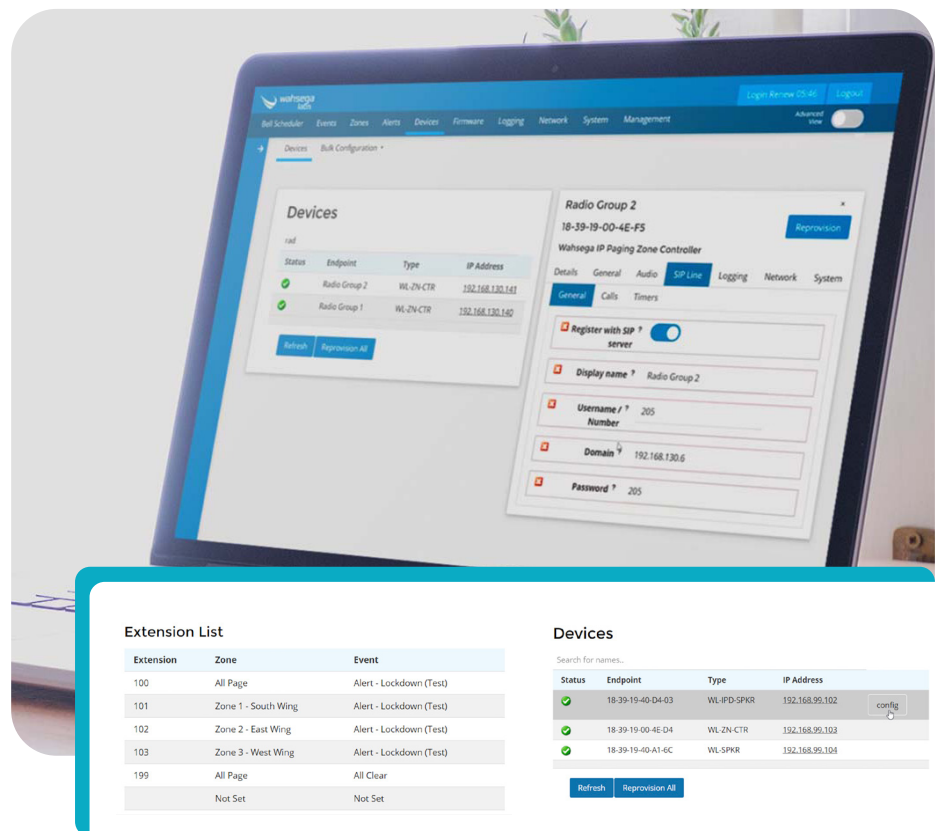 wahsega
labs
Login Renew 05:46 Logout
Bell Scheduler Events Zones Alerts Devices Firmware Logging Network System Management
Advanced
View
Devices Bulk Configuration
Devices
rad
Status Endpoint Type IP Address
Radio Group 2 WL-ZN-CTR 192.168.130.141
Radio Group 1 WL-ZN-CTR 192.168.130.140
Refresh Reprovision All
Radio Group 2 ×
18-39-19-00-4E-F5
Reprovision
Wahsega IP Paging Zone Controller
Details General Audio SIP Line Logging Network System
General Calls Timers
Register with SIP ?
server
Display name ? Radio Group 2
Username / ? 205
Number
Domain ? 192.168.130.6
Password ? 205
Extension List
Extension Zone Event
100 All Page Alert - Lockdown (Test)
101 Zone 1 - South Wing Alert - Lockdown (Test)
102 Zone 2 - East Wing Alert - Lockdown (Test)
103 Zone 3 - West Wing Alert - Lockdown (Test)
199 All Page All Clear
Not Set Not Set
Devices
Search for names..
Status Endpoint Type IP Address
18-39-19-40-D4-03 WL-IPD-SPKR 192.168.99.102 config
18-39-19-00-4E-D4 WL-ZN-CTR 192.168.99.103
18-39-19-40-A1-6C WL-SPKR 192.168.99.104
Refresh Reprovision All